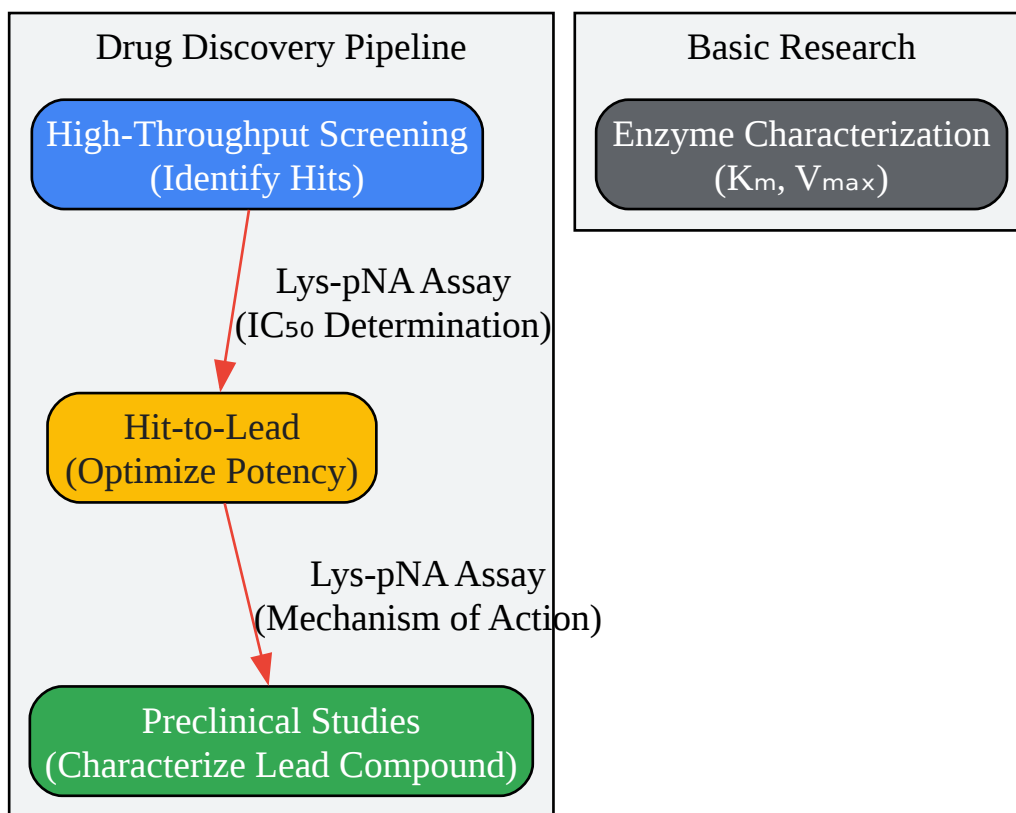 Drug Discovery Pipeline
High-Throughput Screening
(Identify Hits)
Lys-pNA Assay
(IC₅₀ Determination)
Hit-to-Lead
(Optimize Potency)
Lys-pNA Assay
(Mechanism of Action)
Preclinical Studies
(Characterize Lead Compound)
Basic Research
Enzyme Characterization
(Kₘ, Vₘₐₓ)